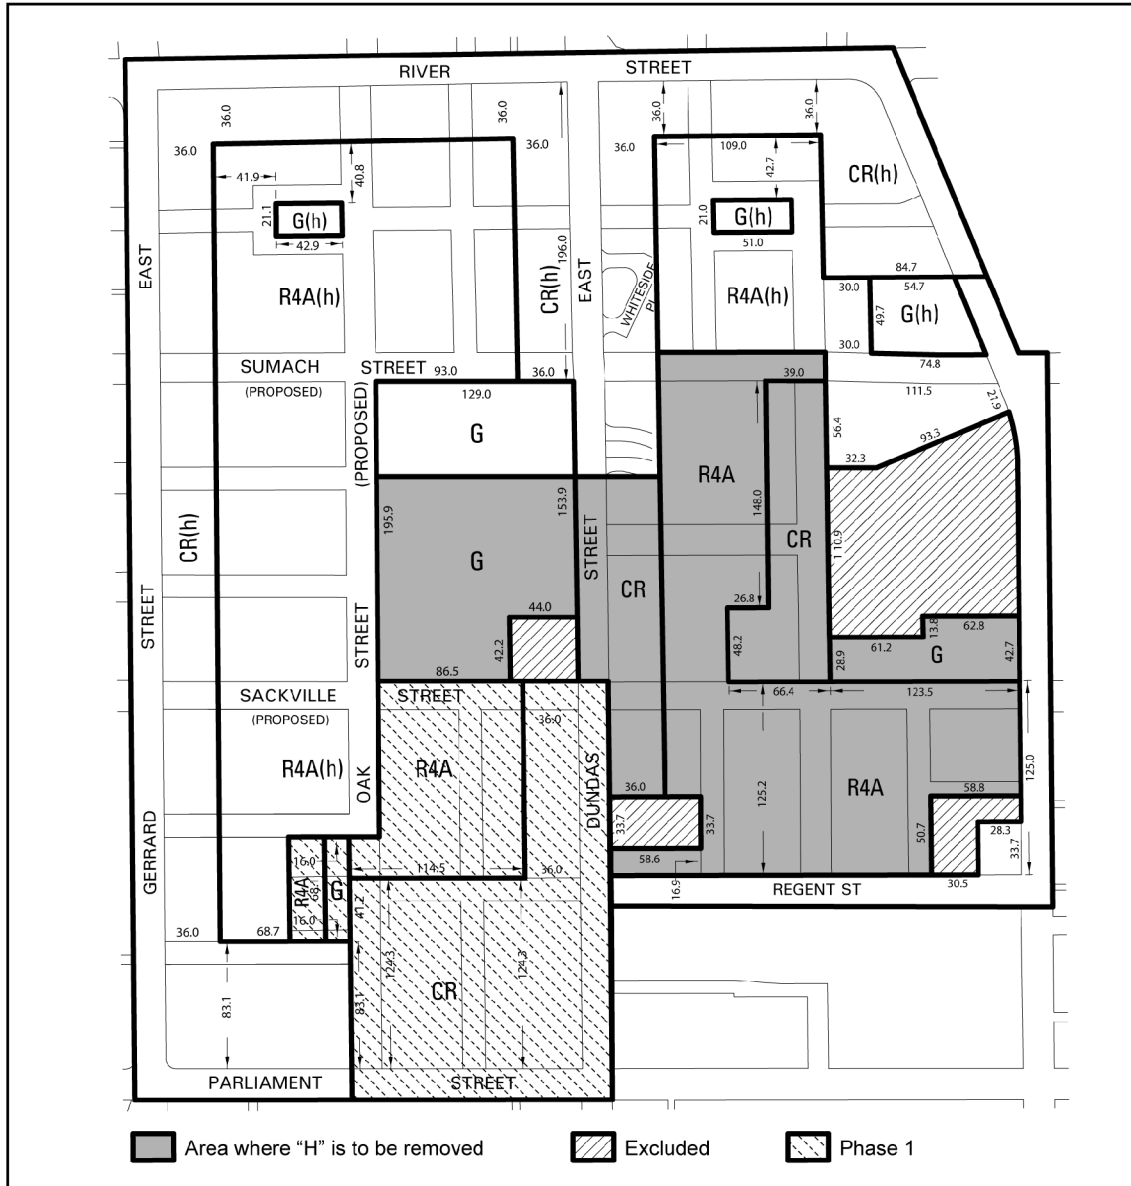 RIVER STREET
36.0
36.0
36.0
36.0
36.0
36.0
36.0
109.0
42.7
40.8
41.9
CR(h)
21.1
G(h)
42.9
21.0
G(h)
51.0
EAST
196.0
CR(h)
EAST
WHITESIDE
PL
84.7
R4A(h)
R4A(h)
30.0
54.7
49.7
G(h)
30.0
74.8
SUMACH STREET
(PROPOSED)
93.0
36.0
39.0
111.5
21.9
(PROPOSED)
129.0
G
56.4
93.3
32.3
R4A
148.0
195.9
153.9
CR(h)
STREET
CR
110.9
G
CR
44.0
26.8
13.8
62.8
STREET
STREET
42.2
48.2
61.2
28.9
G
42.7
86.5
SACKVILLE STREET
(PROPOSED)
66.4
123.5
36.0
R4A(h)
R4A
OAK
DUNDAS
125.2
125.0
36.0
R4A
58.8
GERRARD
33.7
33.7
50.7
28.3
33.7
58.6
16.9
REGENT ST
30.5
16.0
R4A
68.1
G
16.0
114.5
36.0
41.2
36.0
68.7
124.3
124.3
83.1
83.1
CR
PARLIAMENT STREET
Area where “H” is to be removed
Excluded
Phase 1